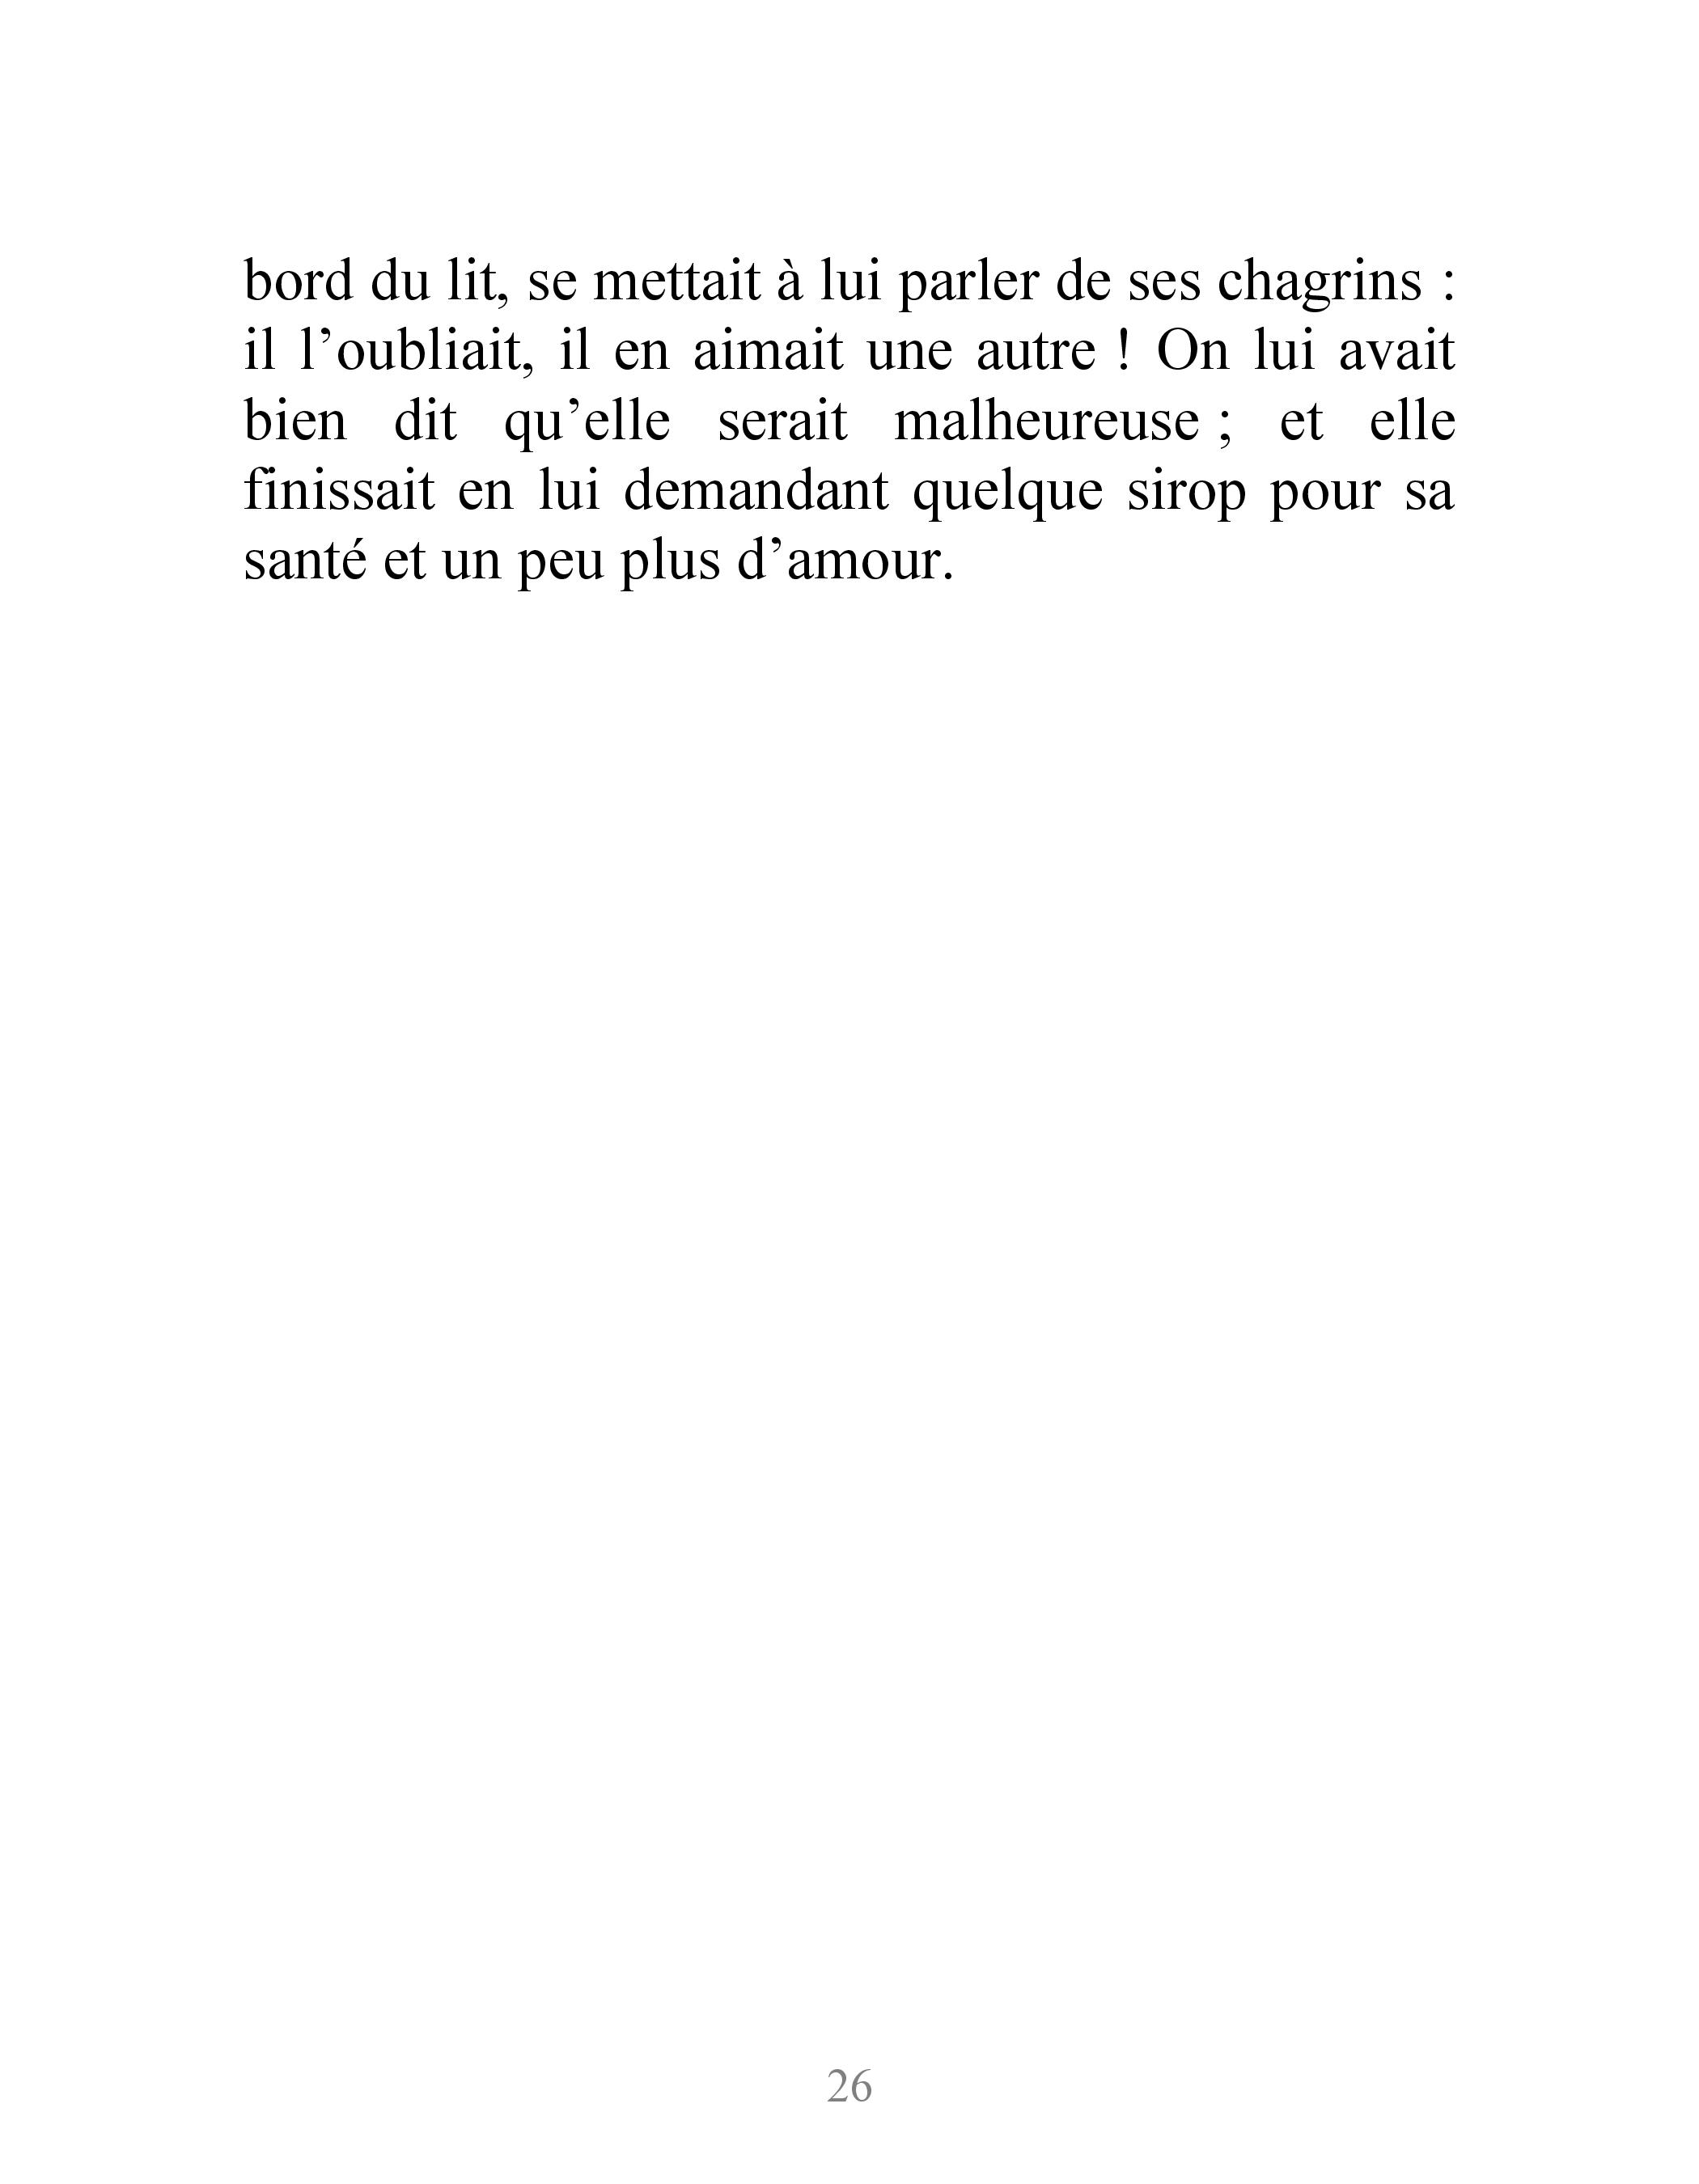 bord du lit, se mettait à lui parler de ses chagrins :
il l’oubliait, il en aimait une autre ! On lui avait
bien dit qu’elle serait malheureuse ; et elle
finissait en lui demandant quelque sirop pour sa
santé et un peu plus d’amour.
26